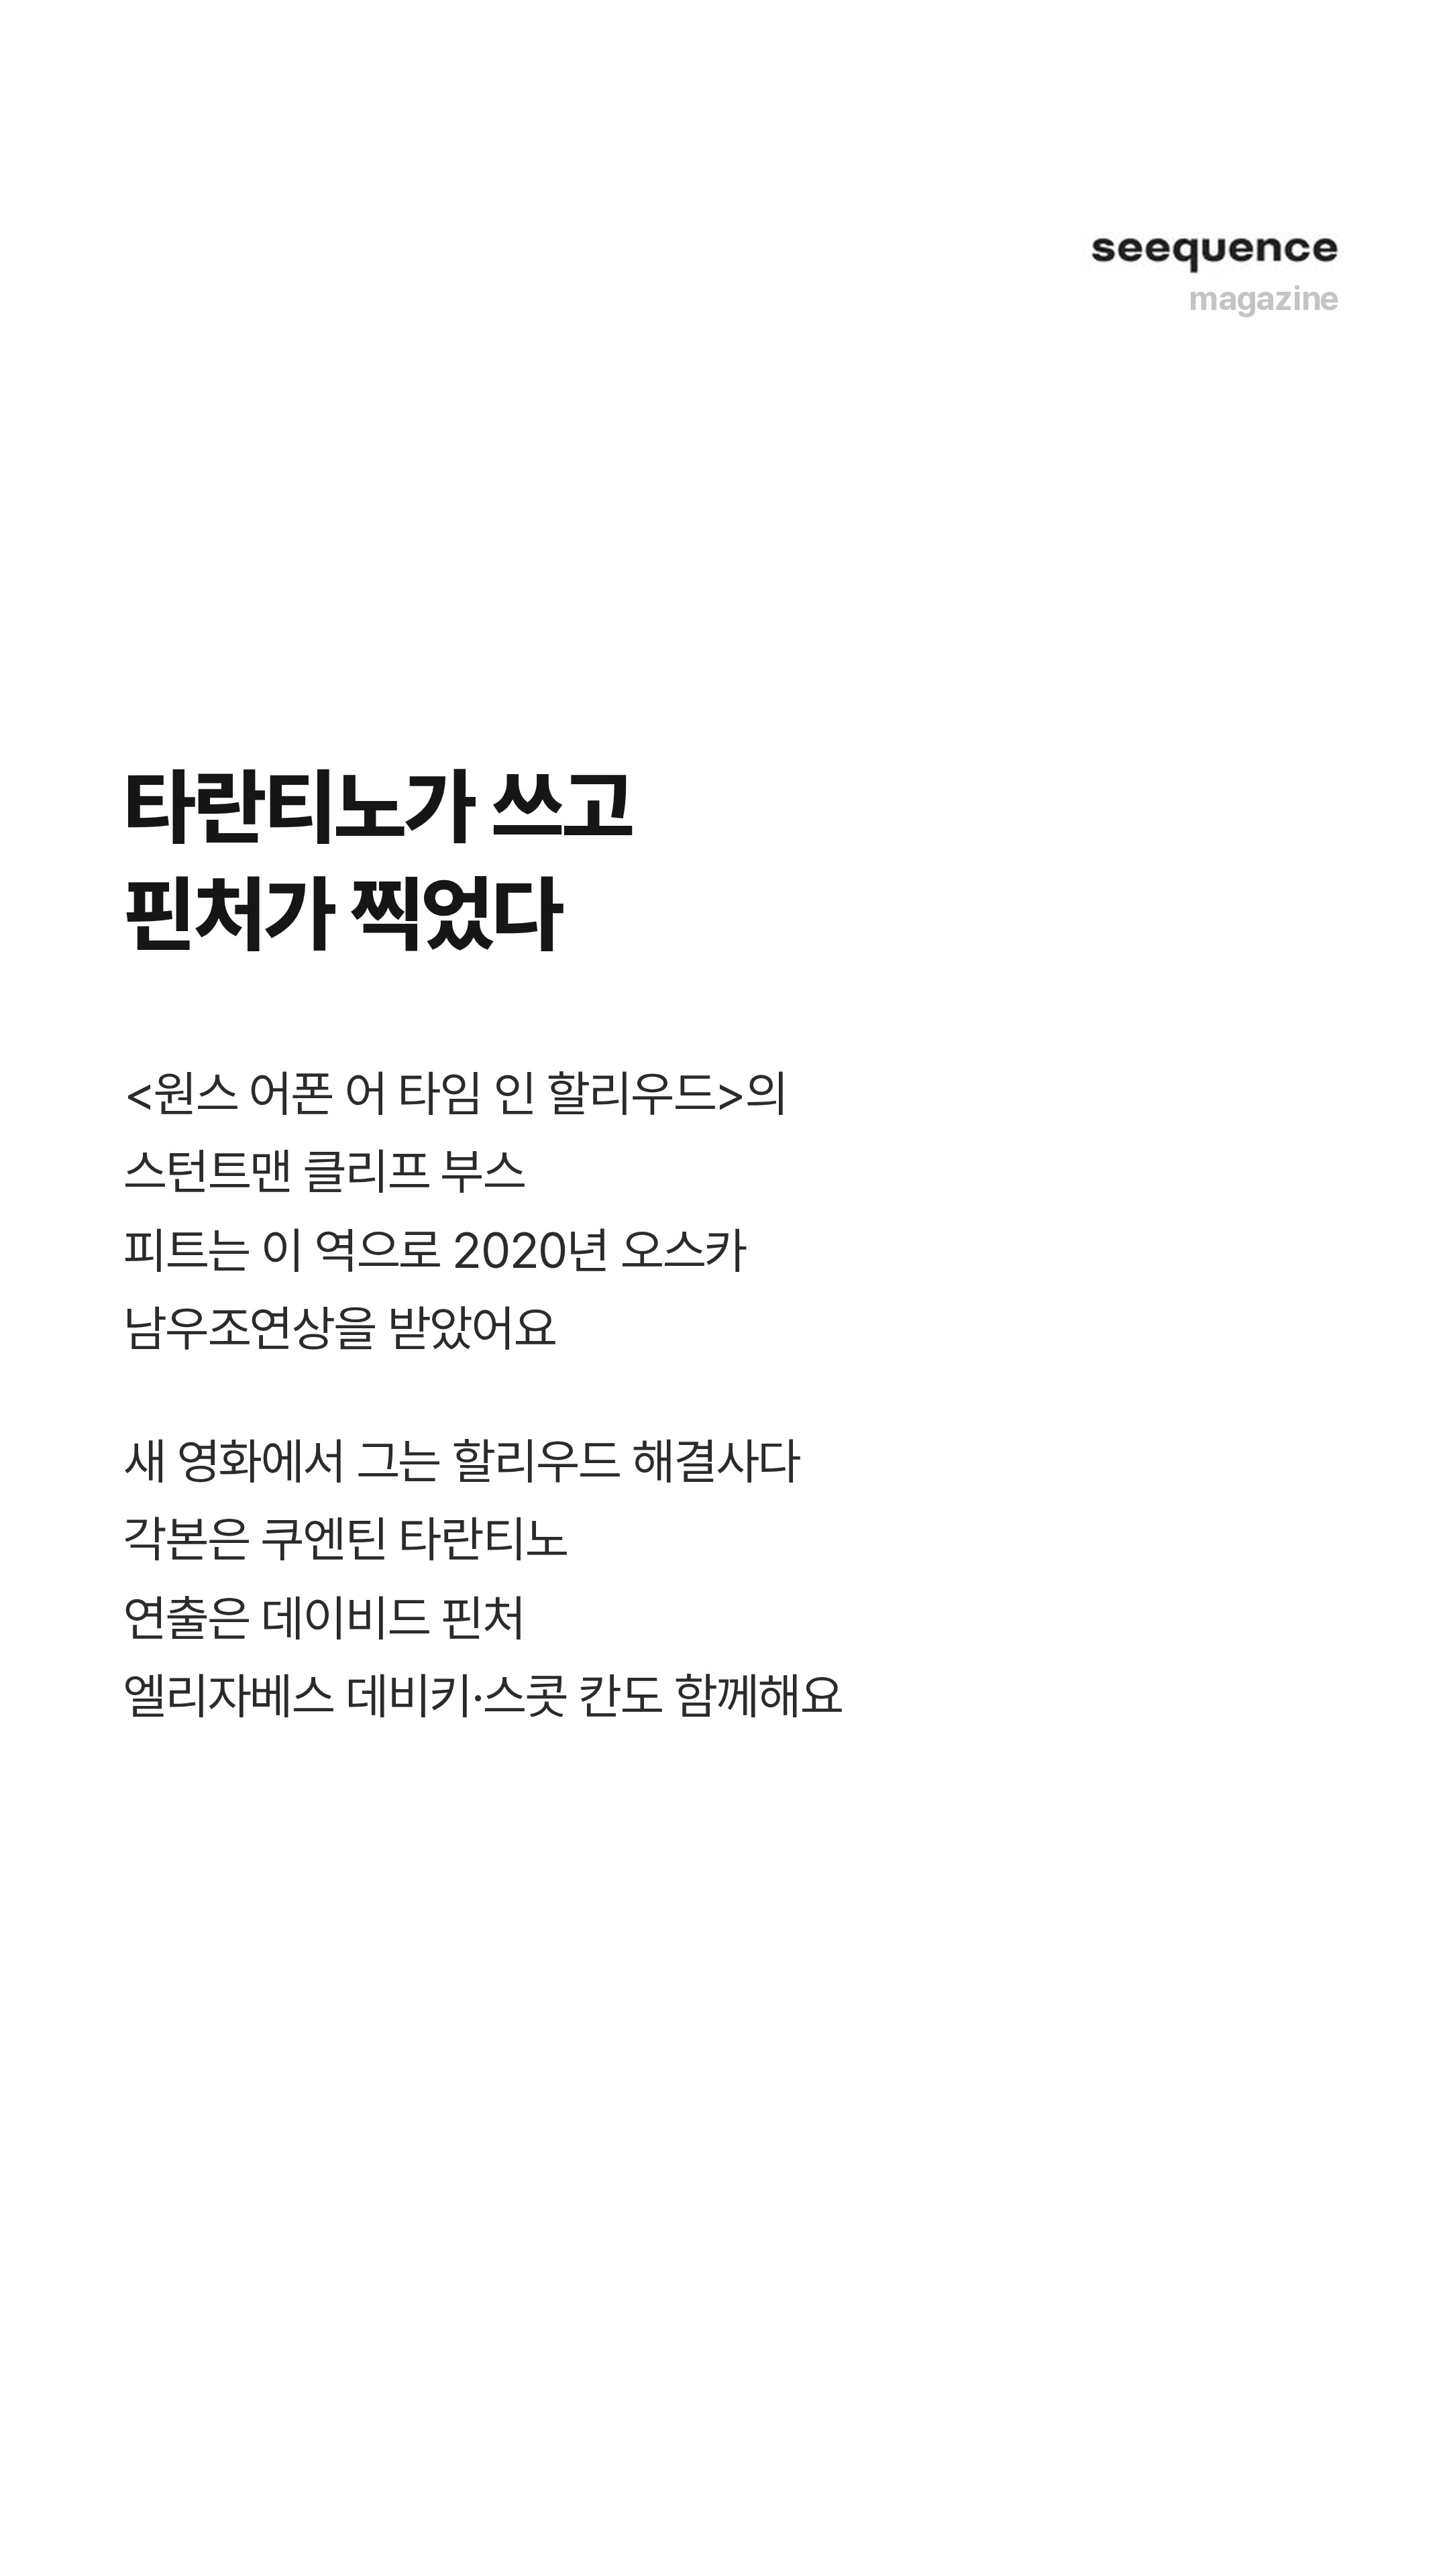 seequence
magazine
타란티노가 쓰고
핀처가 찍었다
<원스 어폰 어 타임 인 할리우드>의
스턴트맨 클리프 부스
피트는 이 역으로 2020년 오스카
남우조연상을 받았어요
새 영화에서 그는 할리우드 해결사다
각본은 쿠엔틴 타란티노
연출은 데이비드 핀처
엘리자베스 데비키·스콧 칸도 함께해요